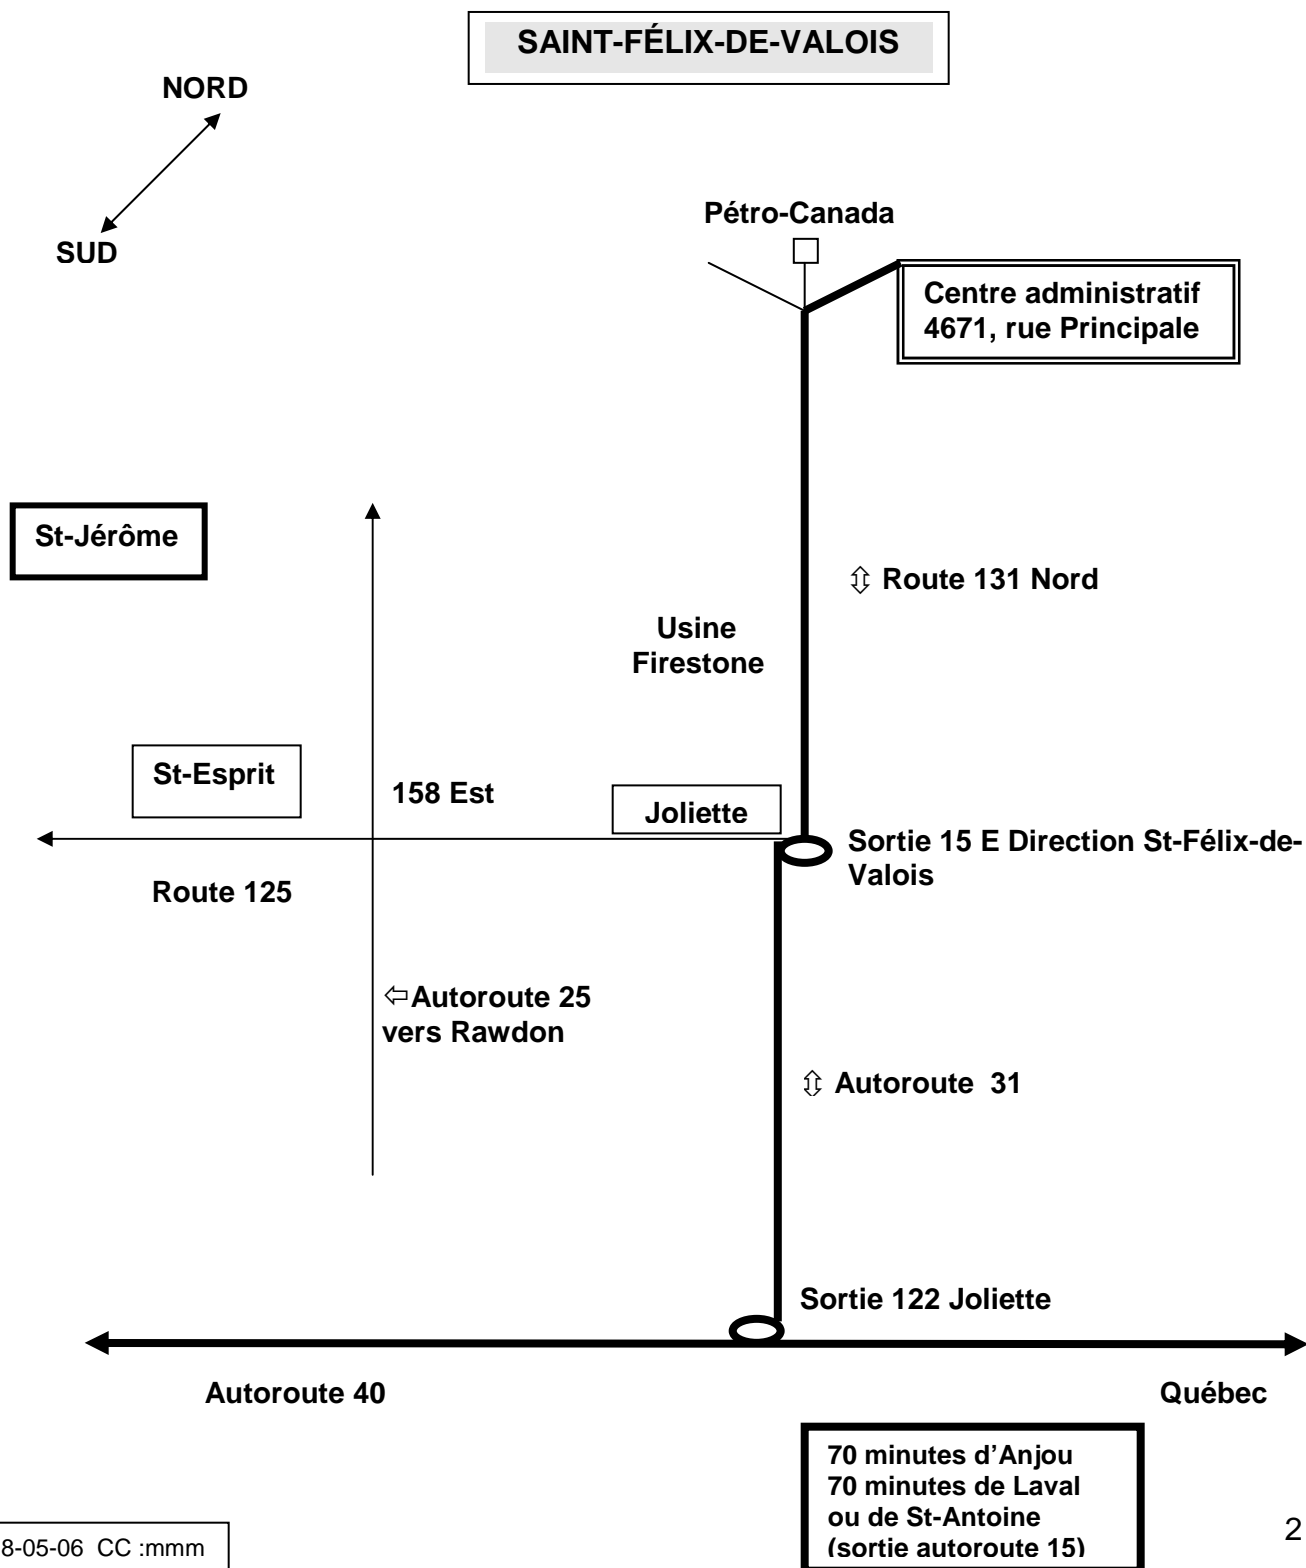 SAINT-FÉLIX-DE-VALOIS
NORD
SUD
Pétro-Canada
Centre administratif
4671, rue Principale
St-Jérôme
⇳ Route 131 Nord
Usine
Firestone
St-Esprit
158 Est
Joliette
Sortie 15 E Direction St-Félix-de-
Valois
Route 125
⇦Autoroute 25
vers Rawdon
⇳ Autoroute 31
Sortie 122 Joliette
Autoroute 40
Québec
70 minutes d’Anjou
70 minutes de Laval
ou de St-Antoine
(sortie autoroute 15)
8-05-06 CC :mmm
2